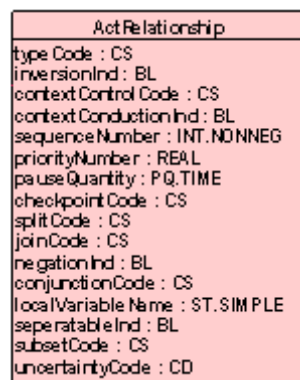 ActRelationship
typeCode : CS
inversionInd : BL
contextControlCode : CS
contextConductionInd : BL
sequenceNumber : INT.NONNEG
priorityNumber : REAL
pauseQuantity : PQ.TIME
checkpointCode : CS
splitCode : CS
joinCode : CS
negationInd : BL
conjunctionCode : CS
localVariableName : ST.SIMPLE
seperatableInd : BL
subsetCode : CS
uncertaintyCode : CD